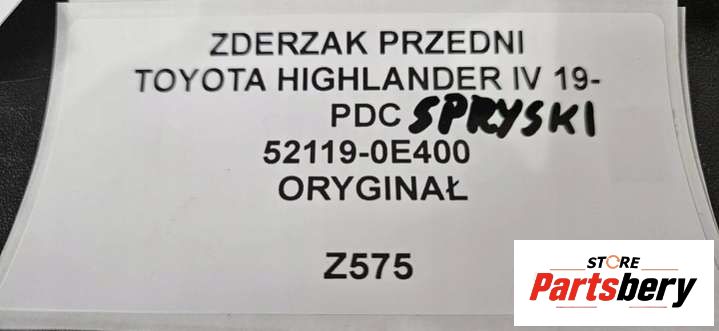 ZDERZAK PRZEDNI
TOYOTA HIGHLANDER IV 19-
PDC SPRYSKI
52119-0E400
ORYGINAŁ
Z575
STORE
Partsbery